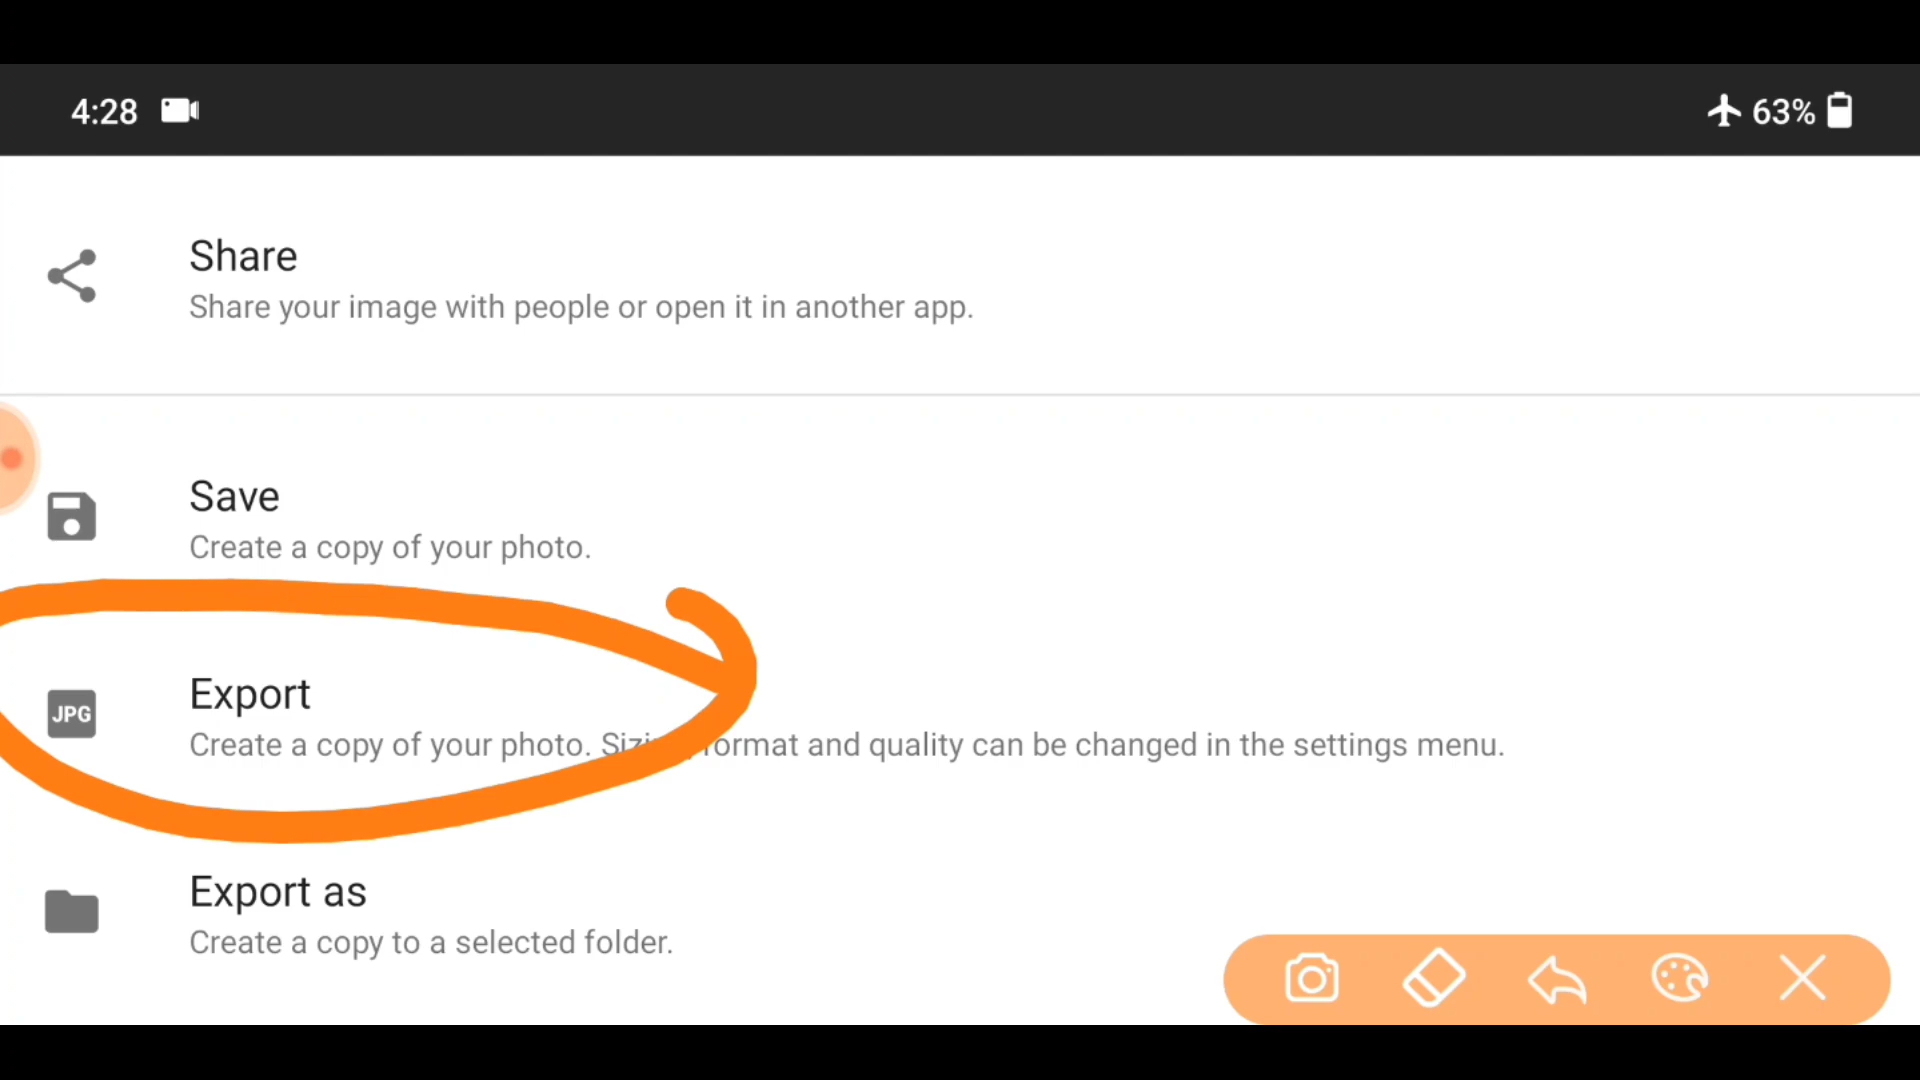 4:28
63%
Share
Share your image with people or open it in another app.
Save
Create a copy of your photo.
Export
JPG
Create a copy of your photo. format and quality can be changed in the settings menu.
Export as
Create a copy to a selected folder.